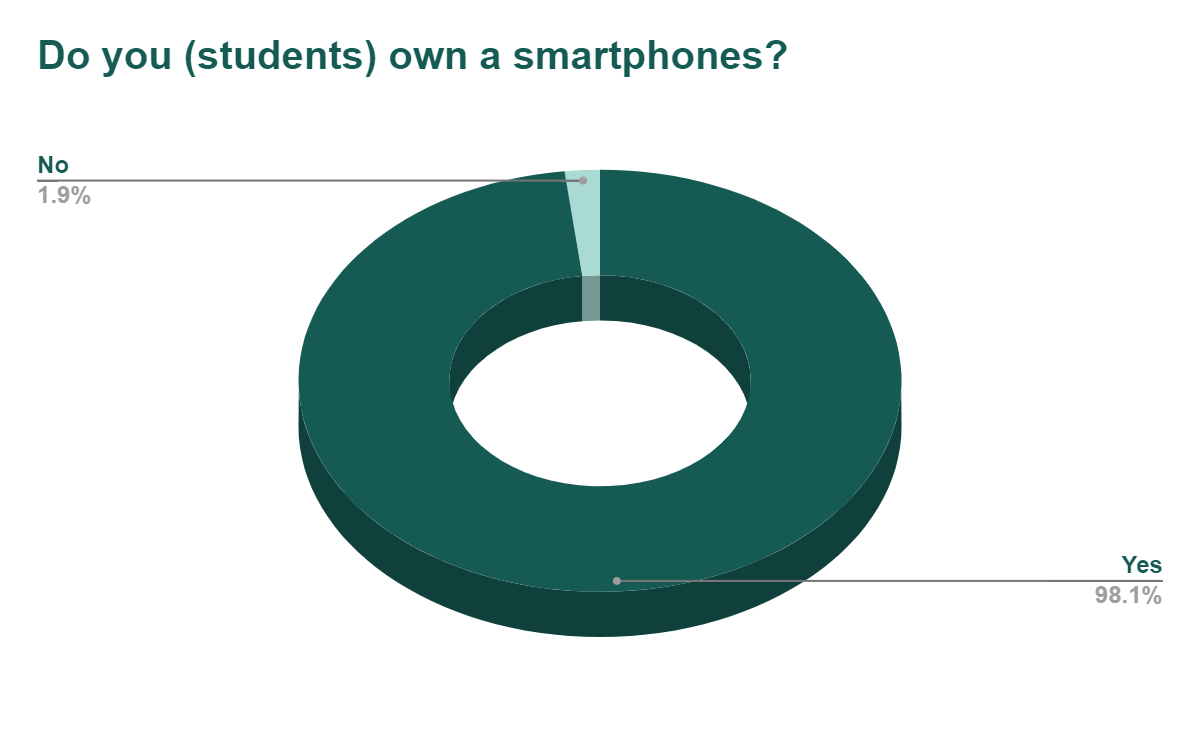 Do you (students) own a smartphones?
No
1.9%
Yes
98.1%